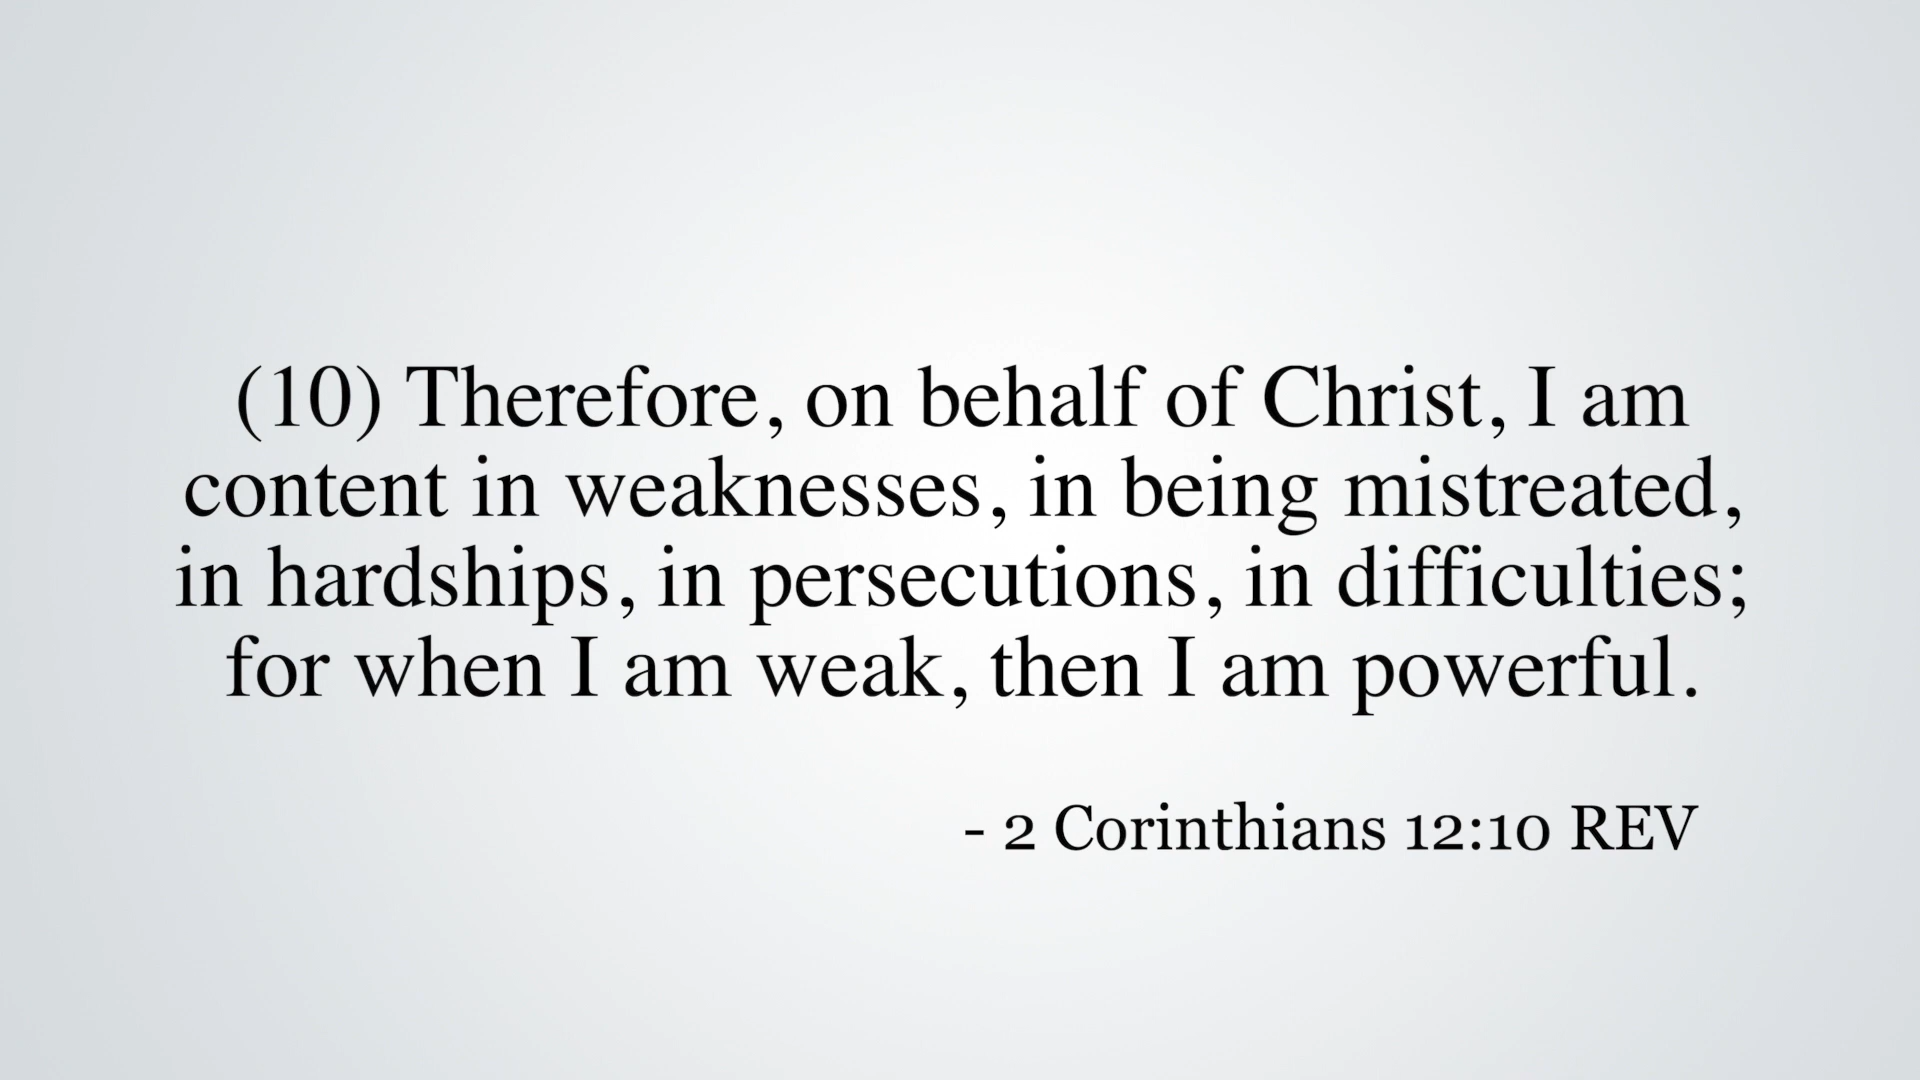 (10) Therefore, on behalf of Christ, I am
content in weaknesses, in being mistreated,
in hardships, in persecutions, in difficulties;
for when I am weak, then I am powerful.
- 2 Corinthians 12:10 REV